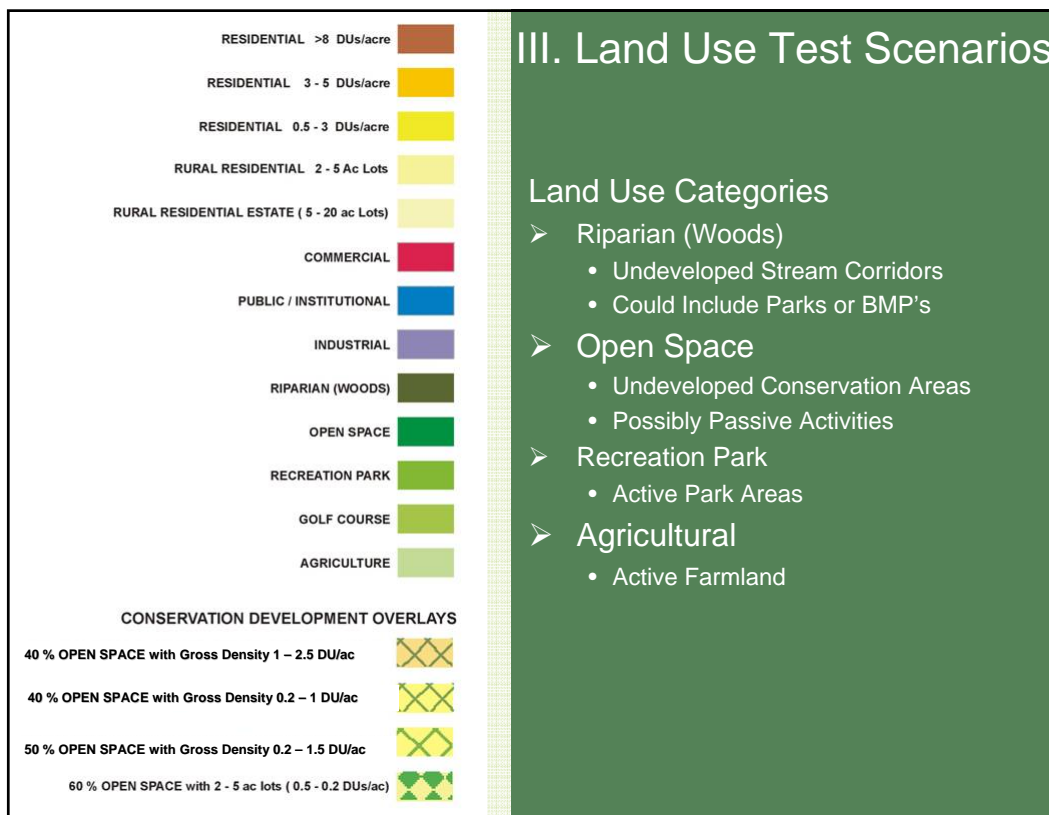 RESIDENTIAL >8 DUs/acre
RESIDENTIAL 3 - 5 DUs/acre
RESIDENTIAL 0.5 - 3 DUs/acre
RURAL RESIDENTIAL 2 - 5 Ac Lots
RURAL RESIDENTIAL ESTATE ( 5 - 20 ac Lots)
COMMERCIAL
PUBLIC / INSTITUTIONAL
INDUSTRIAL
RIPARIAN (WOODS)
OPEN SPACE
RECREATION PARK
GOLF COURSE
AGRICULTURE
CONSERVATION DEVELOPMENT OVERLAYS
40 % OPEN SPACE with Gross Density 1 – 2.5 DU/ac
40 % OPEN SPACE with Gross Density 0.2 – 1 DU/ac
50 % OPEN SPACE with Gross Density 0.2 – 1.5 DU/ac
60 % OPEN SPACE with 2 - 5 ac lots ( 0.5 - 0.2 DUs/ac)
III. Land Use Test Scenarios
Land Use Categories
➢ Riparian (Woods)
• Undeveloped Stream Corridors
• Could Include Parks or BMP's
➢ Open Space
• Undeveloped Conservation Areas
• Possibly Passive Activities
➢ Recreation Park
• Active Park Areas
➢ Agricultural
• Active Farmland